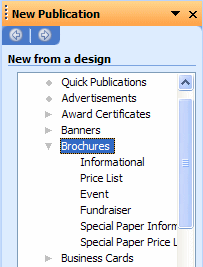 New Publication
New from a design
Quick Publications
Advertisements
Award Certificates
Banners
Brochures
Informational
Price List
Event
Fundraiser
Special Paper Inform
Special Paper Price L
Business Cards